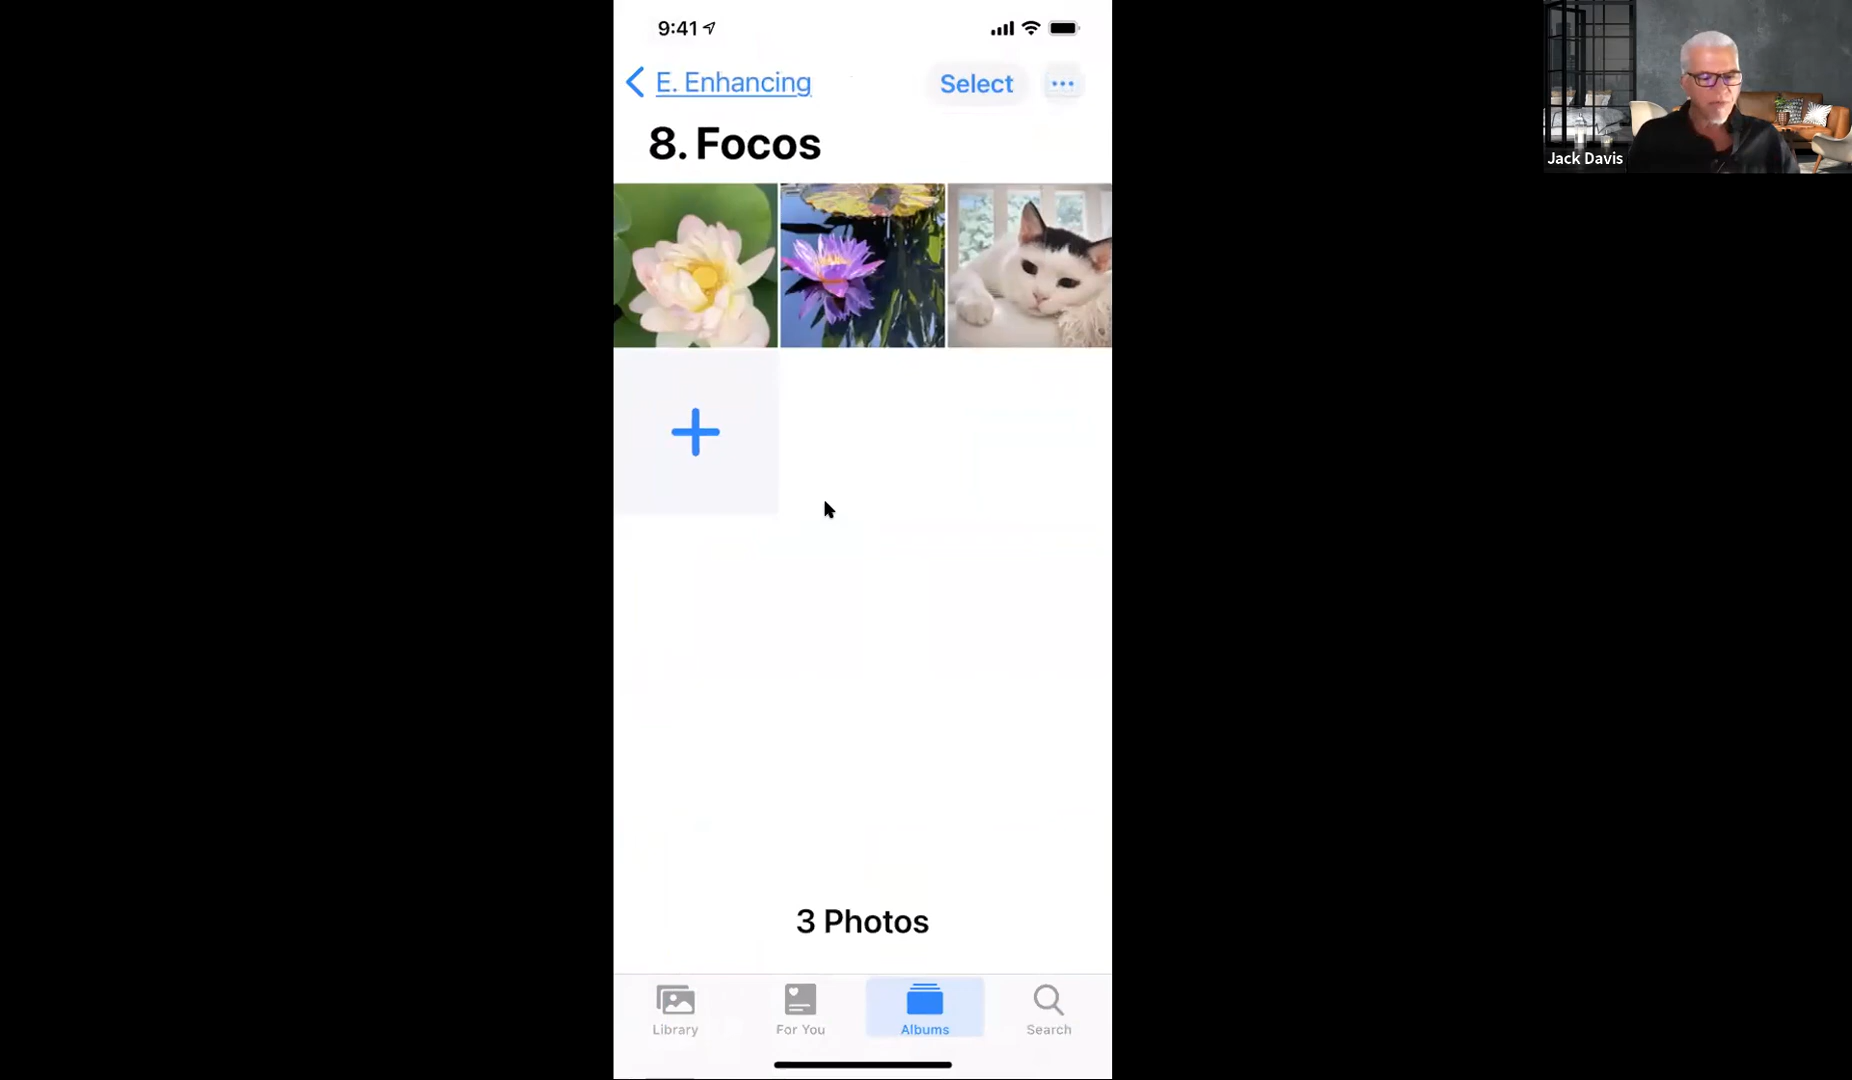 9:41
E. Enhancing
Select
8. Focos
3 Photos
Library
For You
Albums
Search
Jack Davis